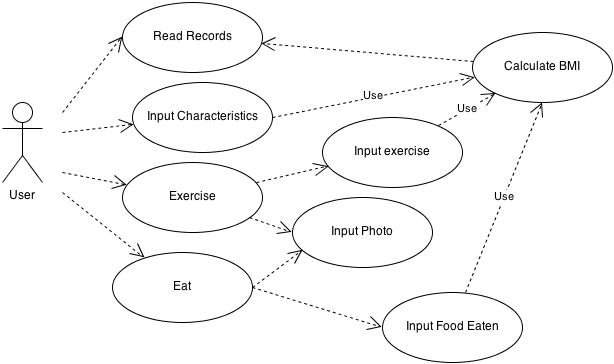 Read Records
Calculate BMI
Use
Input Characteristics
Use
Input exercise
User
Exercise
Use
Input Photo
Eat
Input Food Eaten